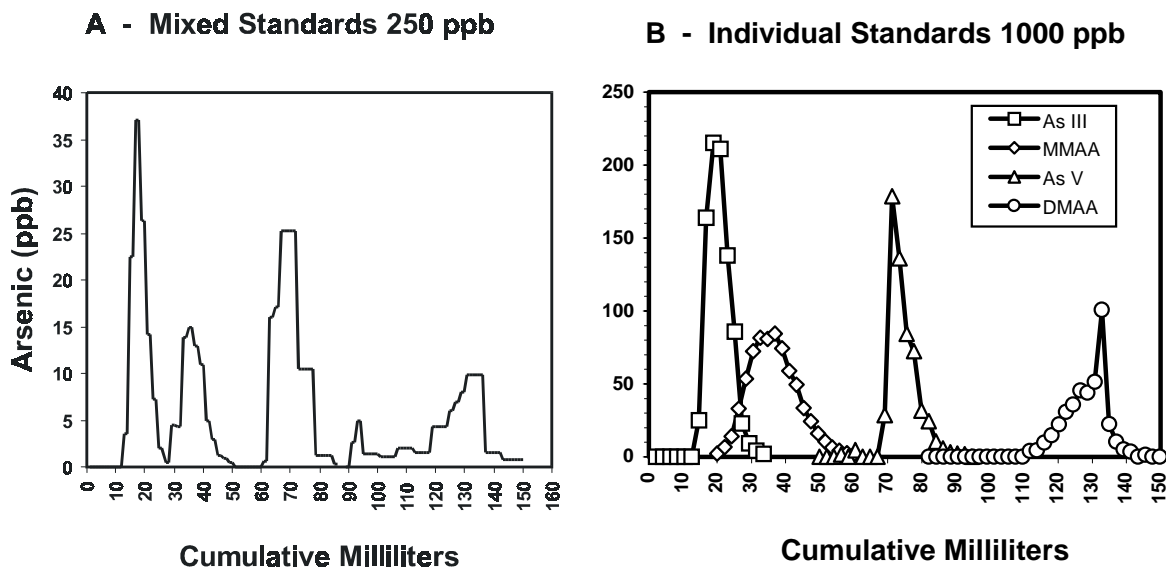 A - Mixed Standards 250 ppb
40
35
30
25
20
15
10
5
0
Arsenic (ppb)
0 10 20 30 40 50 60 70 80 90 100 110 120 130 140 150 160
Cumulative Milliliters
B - Individual Standards 1000 ppb
250
200
150
100
50
0
As III
MMAA
As V
DMAA
0 10 20 30 40 50 60 70 80 90 100 110 120 130 140 150
Cumulative Milliliters